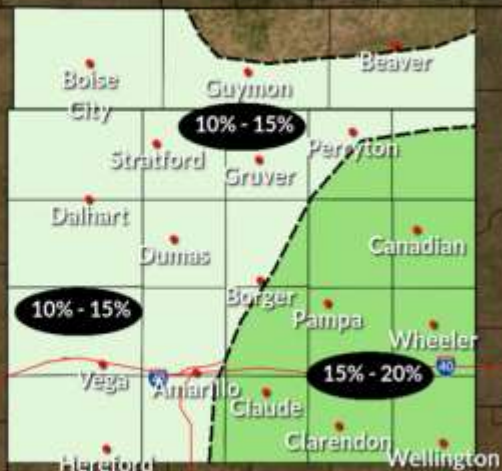 Beaver
Boise
City
Guymon
10% - 15%
Perryton
Stratford
Gruver
Dalhart
Canadian
Dumas
Borger
10% - 15%
Pampa
Wheeler
Vega
Amarillo
15% - 20%
40
Claude
Clarendon
Hereford
Wellington